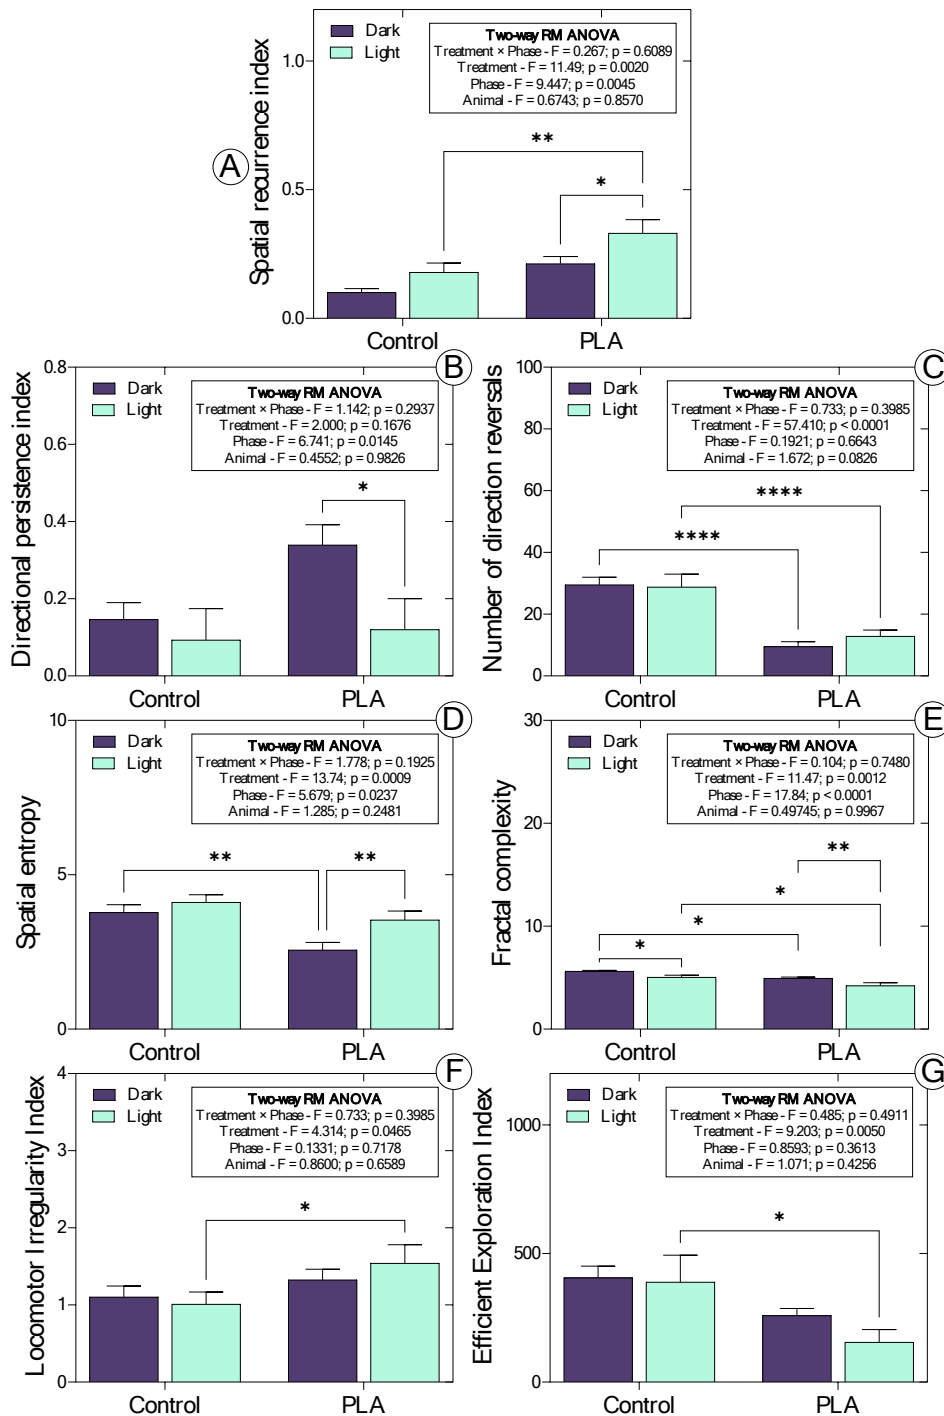 A
Spatial recurrence index
Dark
Light
Two-way RM ANOVA
Treatment × Phase - F = 0.267; p = 0.6089
Treatment - F = 11.49; p = 0.0020
Phase - F = 9.447; p = 0.0045
Animal - F = 0.6743; p = 0.8570
1.0
0.5
0.0
**
*
Control
PLA
B
Directional persistence index
Dark
Light
Two-way RM ANOVA
Treatment × Phase - F = 1.142; p = 0.2937
Treatment - F = 2.000; p = 0.1676
Phase - F = 6.741; p = 0.0145
Animal - F = 0.4552; p = 0.9826
0.8
0.6
0.4
0.2
0.0
*
Control
PLA
C
Number of direction reversals
Dark
Light
Two-way RM ANOVA
Treatment × Phase - F = 0.733; p = 0.3985
Treatment - F = 57.410; p < 0.0001
Phase - F = 0.1921; p = 0.6643
Animal - F = 1.672; p = 0.0826
100
80
60
40
20
0
****
****
Control
PLA
D
Spatial entropy
Dark
Light
Two-way RM ANOVA
Treatment × Phase - F = 1.778; p = 0.1925
Treatment - F = 13.74; p = 0.0009
Phase - F = 5.679; p = 0.0237
Animal - F = 1.285; p = 0.2481
10
5
0
**
**
Control
PLA
E
Fractal complexity
Dark
Light
Two-way RM ANOVA
Treatment × Phase - F = 0.104; p = 0.7480
Treatment - F = 11.47; p = 0.0012
Phase - F = 17.84; p < 0.0001
Animal - F = 0.49745; p = 0.9967
30
20
10
0
**
*
*
*
Control
PLA
F
Locomotor Irregularity Index
Dark
Light
Two-way RM ANOVA
Treatment × Phase - F = 0.733; p = 0.3985
Treatment - F = 4.314; p = 0.0465
Phase - F = 0.1331; p = 0.7178
Animal - F = 0.8600; p = 0.6589
4
3
2
1
0
*
Control
PLA
G
Efficient Exploration Index
Dark
Light
Two-way RM ANOVA
Treatment × Phase - F = 0.485; p = 0.4911
Treatment - F = 9.203; p = 0.0050
Phase - F = 0.8593; p = 0.3613
Animal - F = 1.071; p = 0.4256
1000
500
0
*
Control
PLA